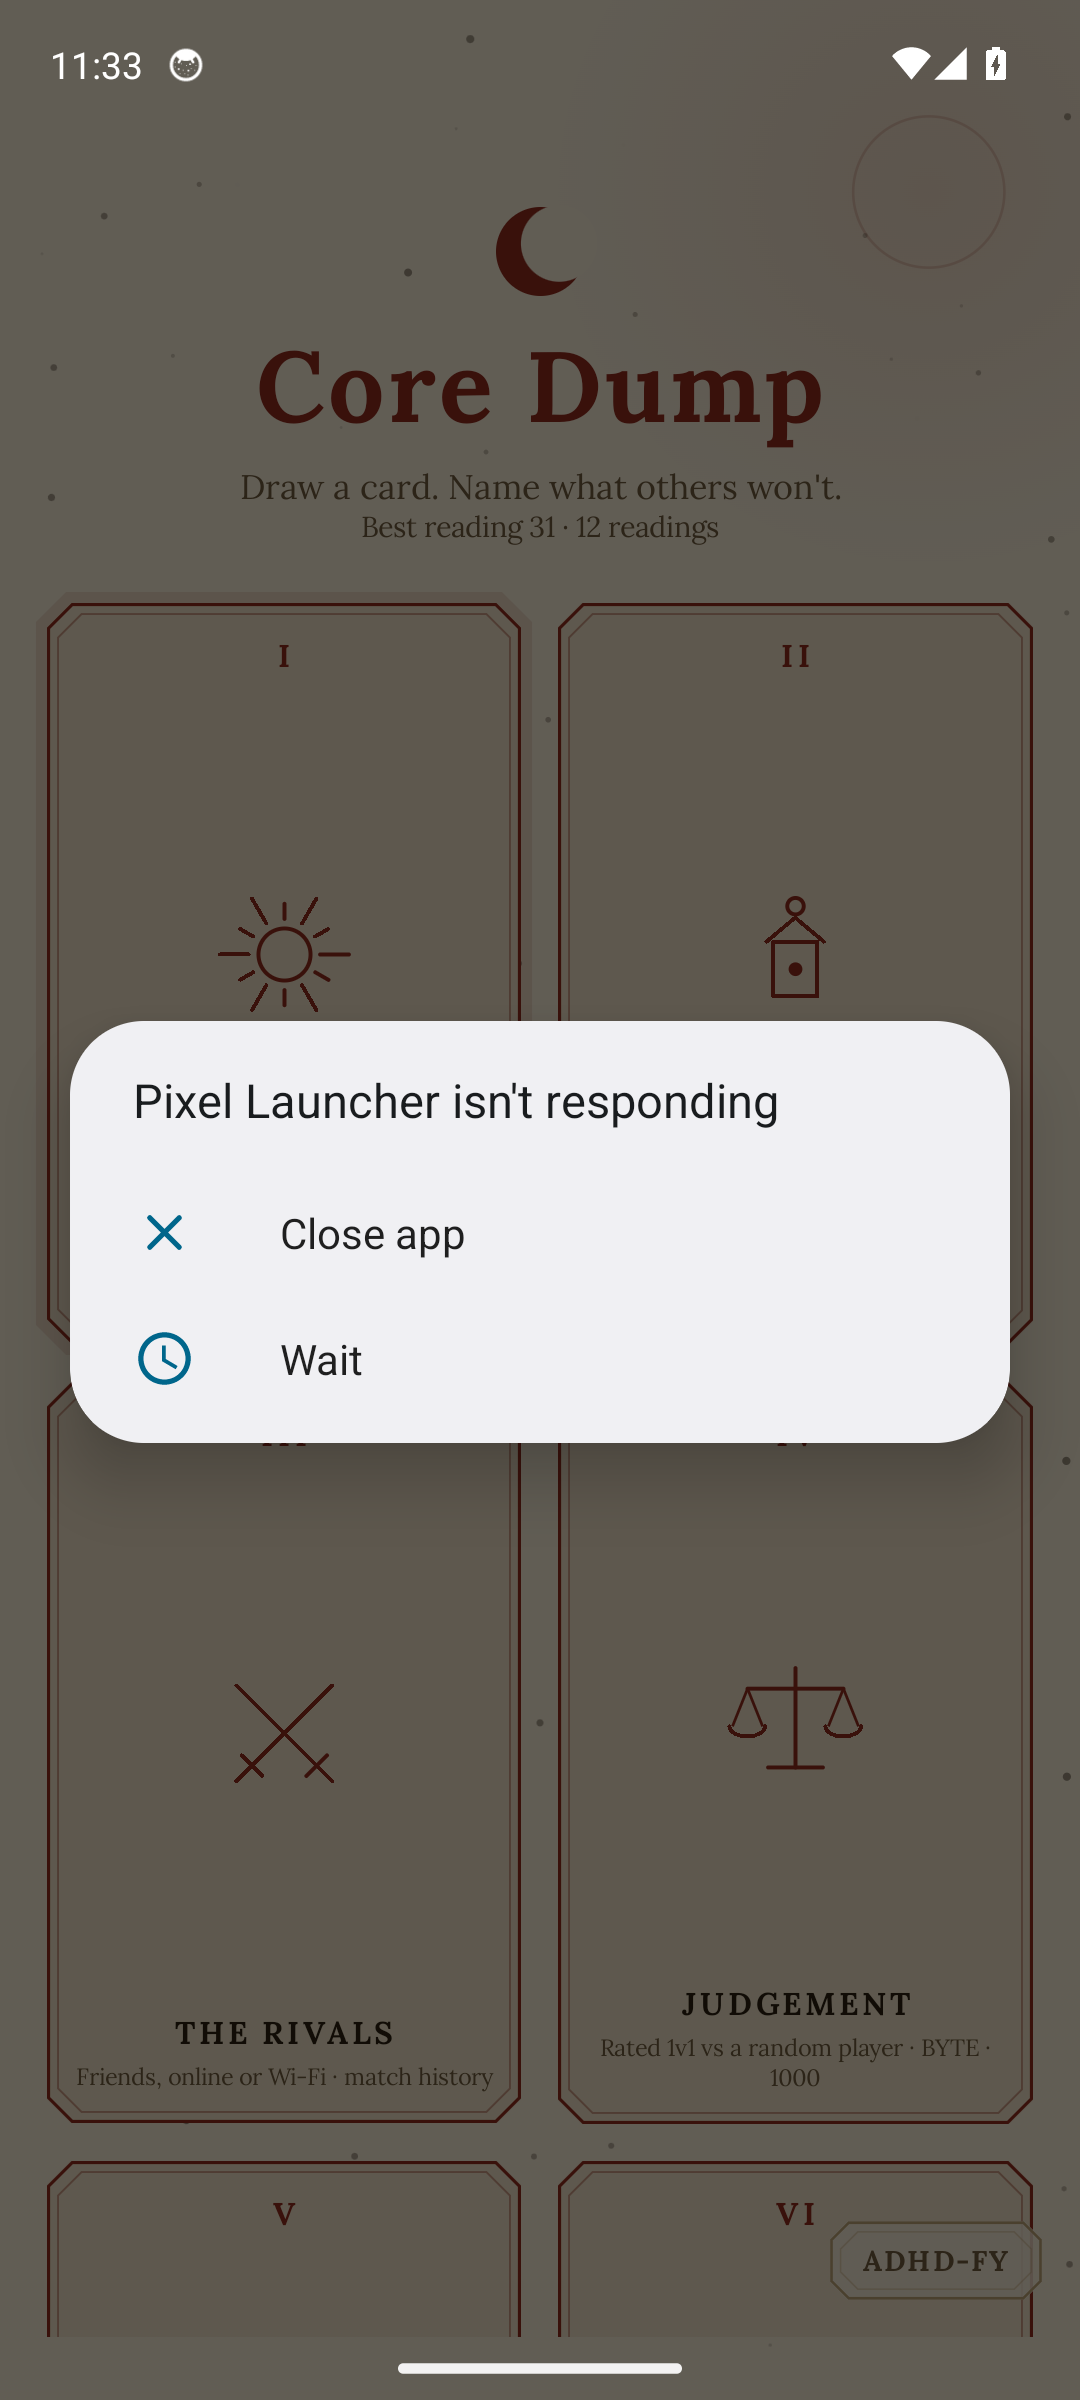 11:33
Core Dump
Draw a card. Name what others won't.
Best reading 31 · 12 readings
I
II
Pixel Launcher isn't responding
Close app
Wait
THE RIVALS
Friends, online or Wi-Fi · match history
JUDGEMENT
Rated 1v1 vs a random player · BYTE ·
1000
V
VI
ADHD-FY